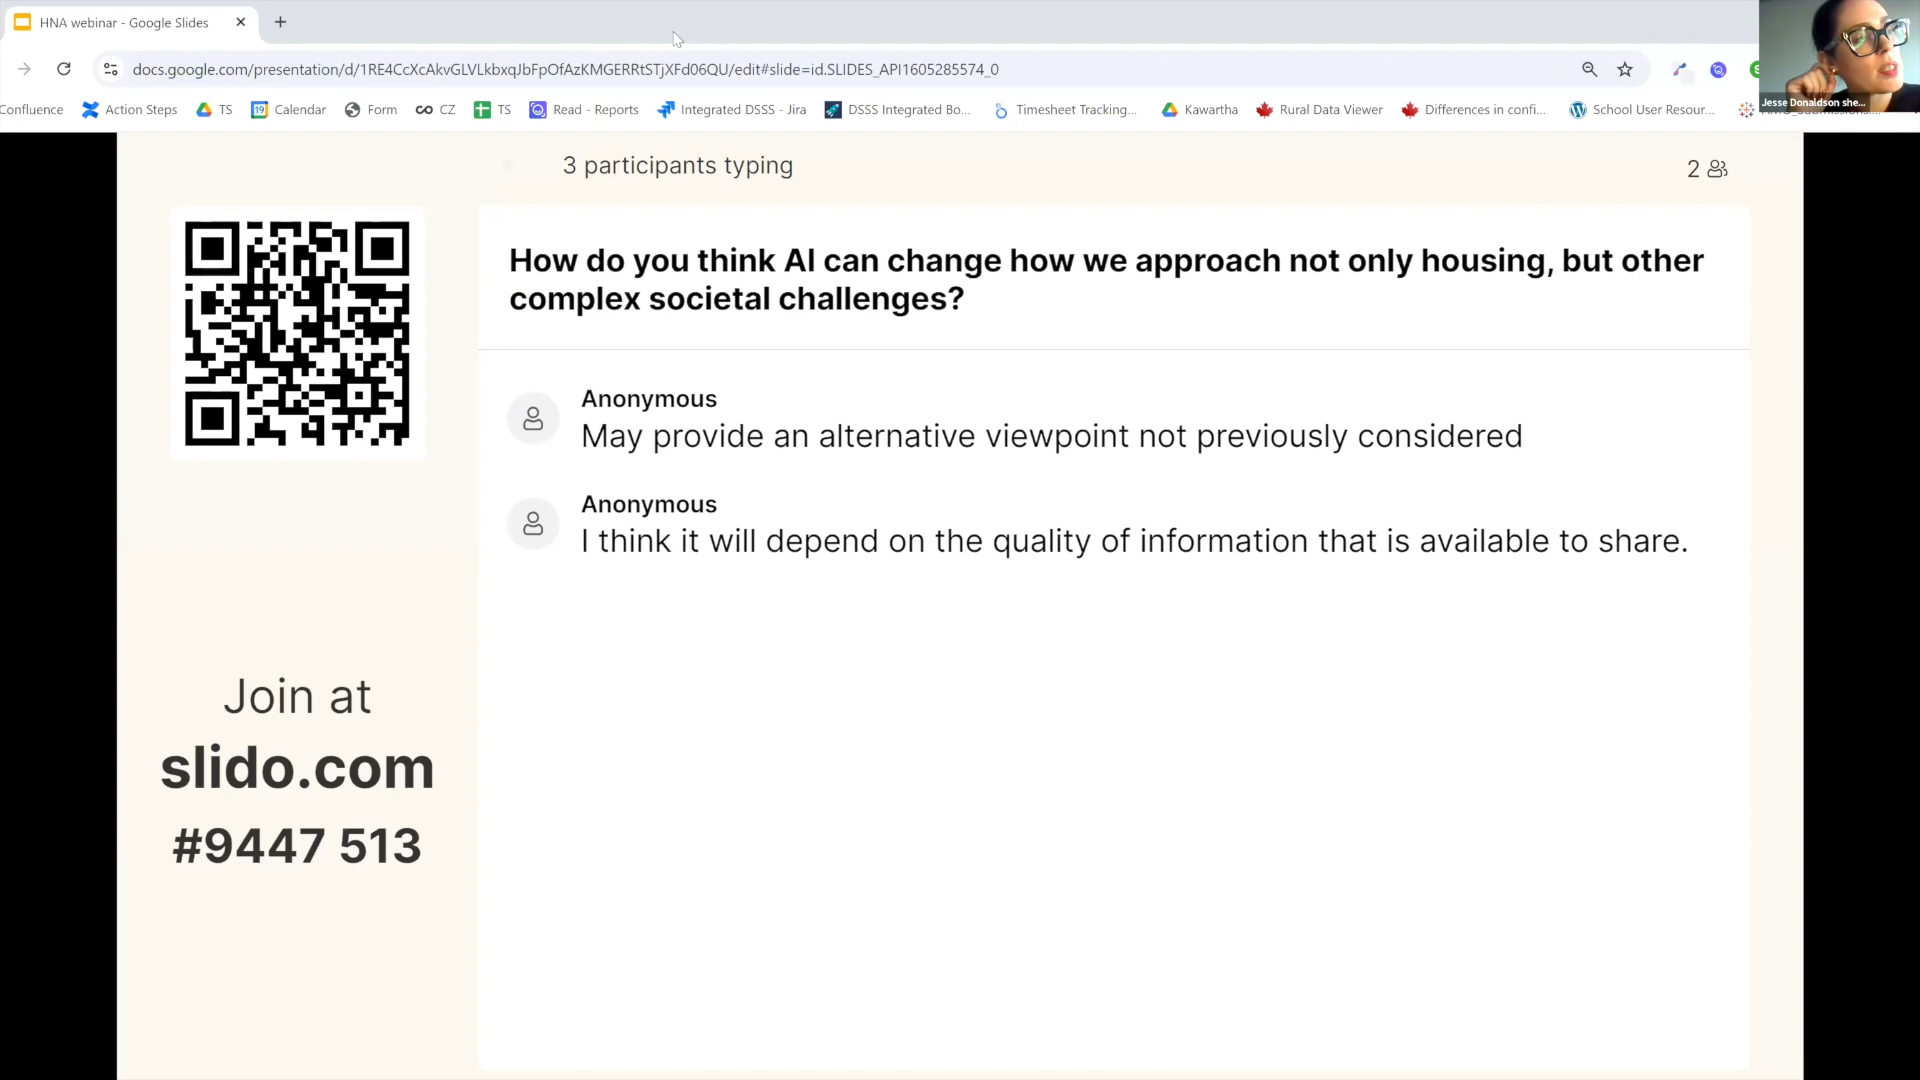 HNA webinar - Google Slides
docs.google.com/presentation/d/1RE4CcXcAkvGLVLkbxqJbFpOfAzKMGERRtSTjXFd06QU/edit#slide=id.SLIDES_API1605285574_0
Confluence Action Steps TS 19 Calendar Form CZ TS Read - Reports Integrated DSSS - Jira DSSS Integrated Bo... Timesheet Tracking... Kawartha Rural Data Viewer Differences in confi... School User Resour...
Jesse Donaldson she...
3 participants typing
2
How do you think AI can change how we approach not only housing, but other
complex societal challenges?
Anonymous
May provide an alternative viewpoint not previously considered
Anonymous
I think it will depend on the quality of information that is available to share.
Join at
slido.com
#9447 513